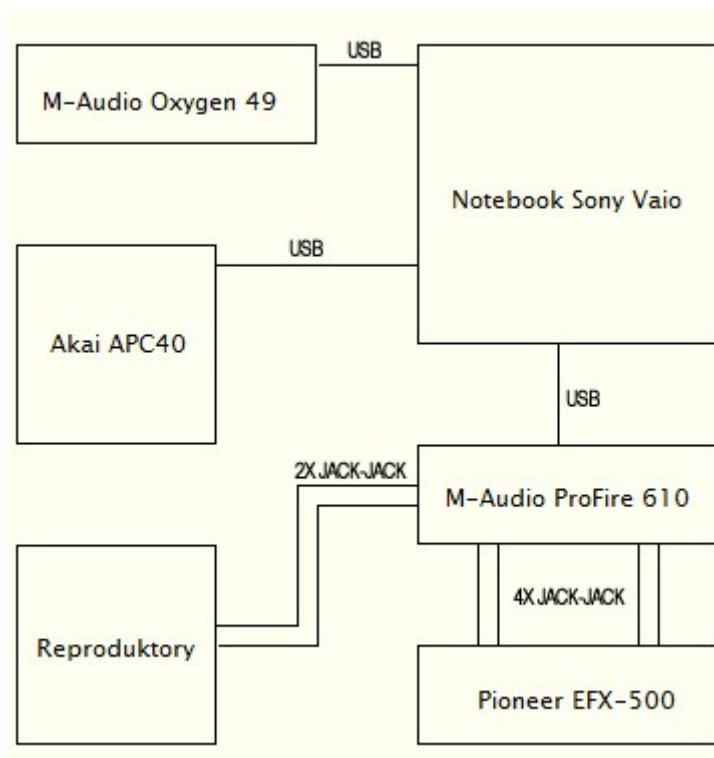 USB
M-Audio Oxygen 49
Notebook Sony Vaio
USB
Akai APC40
USB
2X JACK-JACK
M-Audio ProFire 610
4X JACK-JACK
Reproduktory
Pioneer EFX-500